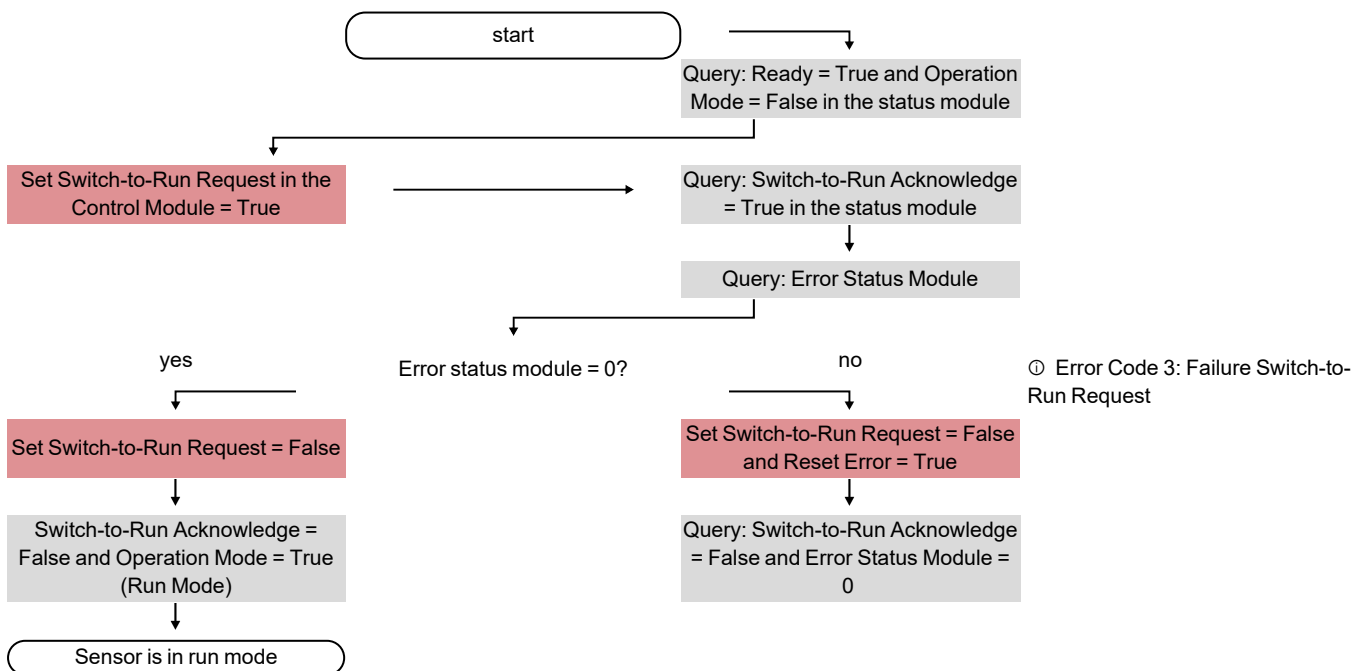 start
Query: Ready = True and Operation
Mode = False in the status module
Set Switch-to-Run Request in the
Control Module = True
Query: Switch-to-Run Acknowledge
= True in the status module
Query: Error Status Module
yes
Error status module = 0?
no
ⓘ Error Code 3: Failure Switch-to-
Run Request
Set Switch-to-Run Request = False
Set Switch-to-Run Request = False
and Reset Error = True
Switch-to-Run Acknowledge =
False and Operation Mode = True
(Run Mode)
Query: Switch-to-Run Acknowledge
= False and Error Status Module =
0
Sensor is in run mode